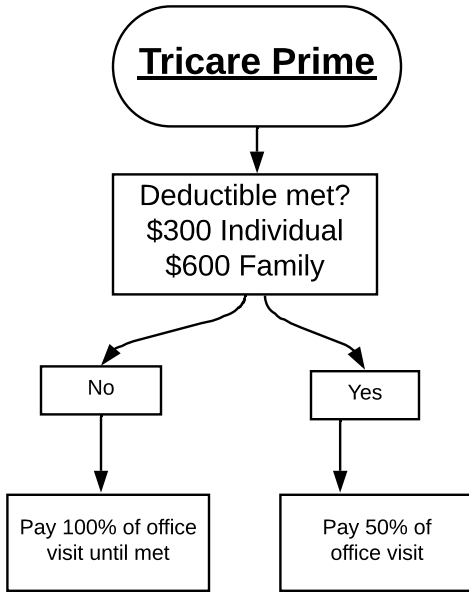 Tricare Prime
Deductible met?
$300 Individual
$600 Family
No
Yes
Pay 100% of office
visit until met
Pay 50% of
office visit